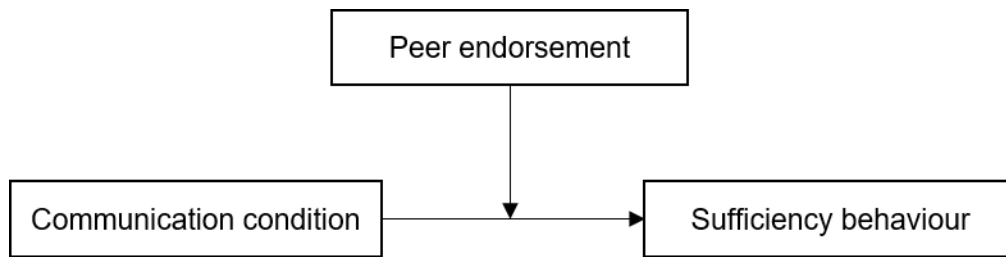 Peer endorsement
Communication condition
Sufficiency behaviour